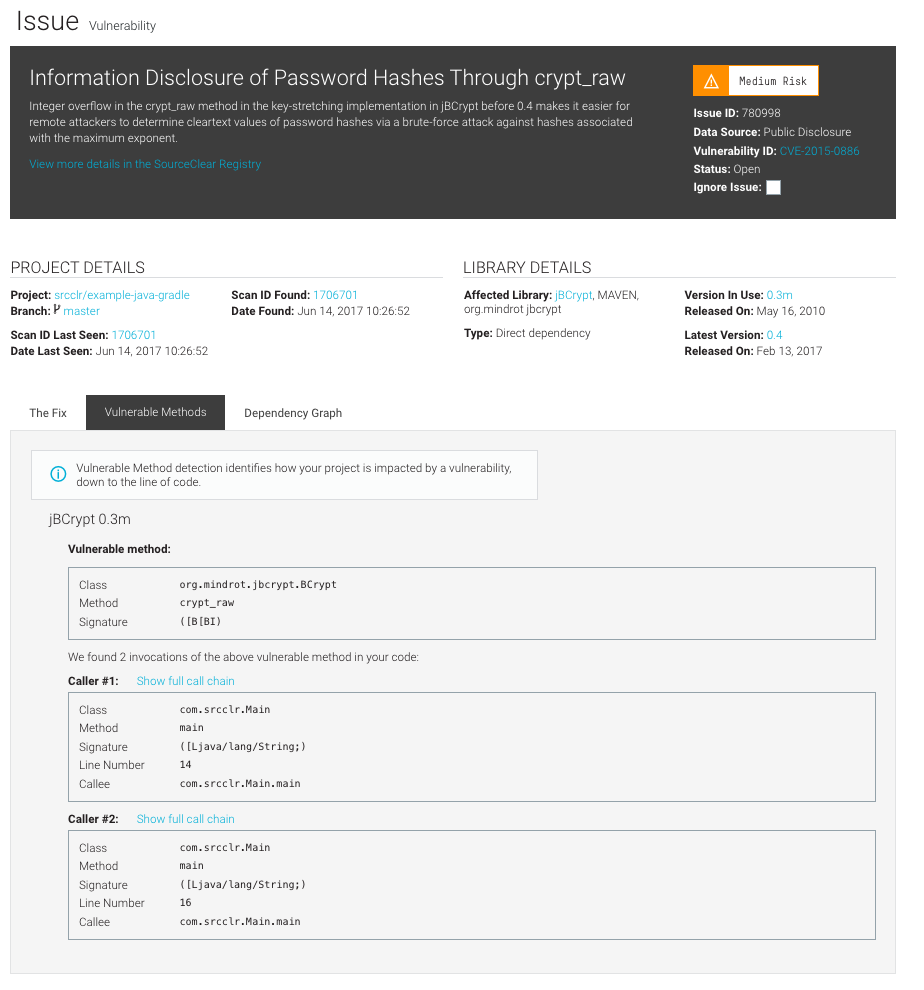 Issue Vulnerability
Information Disclosure of Password Hashes Through crypt_raw
Integer overflow in the crypt_raw method in the key-stretching implementation in jBCrypt before 0.4 makes it easier for
remote attackers to determine cleartext values of password hashes via a brute-force attack against hashes associated
with the maximum exponent.
View more details in the SourceClear Registry
Medium Risk
Issue ID: 780998
Data Source: Public Disclosure
Vulnerability ID: CVE-2015-0886
Status: Open
Ignore Issue:
PROJECT DETAILS
Project: srcclr/example-java-gradle
Branch: master
Scan ID Last Seen: 1706701
Date Last Seen: Jun 14, 2017 10:26:52
Scan ID Found: 1706701
Date Found: Jun 14, 2017 10:26:52
LIBRARY DETAILS
Affected Library: jBCrypt, MAVEN,
org.mindrot jbcrypt
Type: Direct dependency
Version In Use: 0.3m
Released On: May 16, 2010
Latest Version: 0.4
Released On: Feb 13, 2017
The Fix
Vulnerable Methods
Dependency Graph
Vulnerable Method detection identifies how your project is impacted by a vulnerability,
down to the line of code.
jBCrypt 0.3m
Vulnerable method:
Class org.mindrot.jbcrypt.BCrypt
Method crypt_raw
Signature ([B[BI)
We found 2 invocations of the above vulnerable method in your code:
Caller #1: Show full call chain
Class com.srcclr.Main
Method main
Signature ([Ljava/lang/String;)
Line Number 14
Callee com.srcclr.Main.main
Caller #2: Show full call chain
Class com.srcclr.Main
Method main
Signature ([Ljava/lang/String;)
Line Number 16
Callee com.srcclr.Main.main